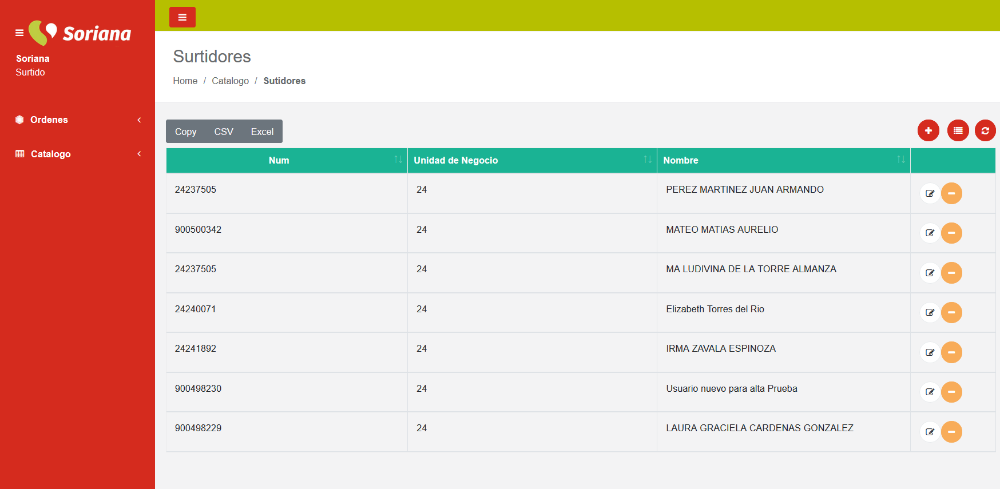 Soriana
Soriana
Surtido
Ordenes
Catalogo
Surtidores
Home / Catalogo / Sutidores
Copy CSV Excel
Num Unidad de Negocio Nombre
24237505 24 PEREZ MARTINEZ JUAN ARMANDO
900500342 24 MATEO MATIAS AURELIO
24237505 24 MA LUDIVINA DE LA TORRE ALMANZA
24240071 24 Elizabeth Torres del Rio
24241892 24 IRMA ZAVALA ESPINOZA
900498230 24 Usuario nuevo para alta Prueba
900498229 24 LAURA GRACIELA CARDENAS GONZALEZ